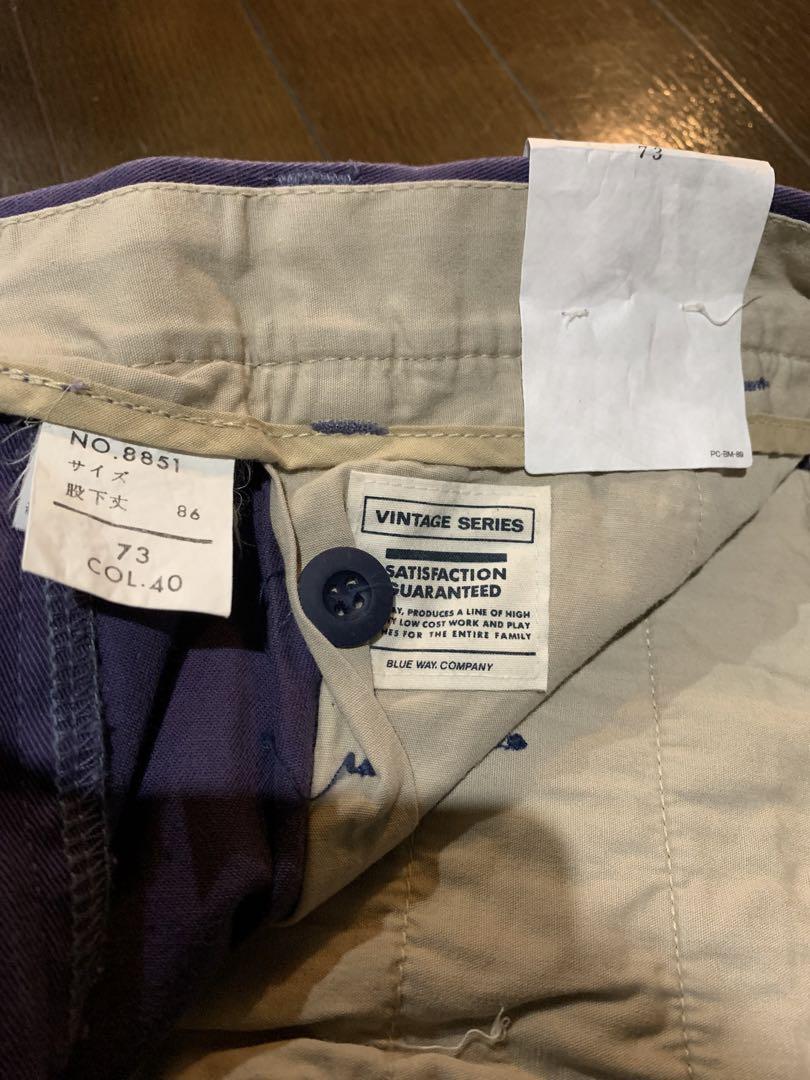 73
PC-BM-89
NO.8851
サイズ
股下丈 86
73
COL.40
VINTAGE SERIES
SATISFACTION
GUARANTEED
PRODUCES A LINE OF HIGH
LOW COST WORK AND PLAY
FOR THE ENTIRE FAMILY
BLUE WAY. COMPANY